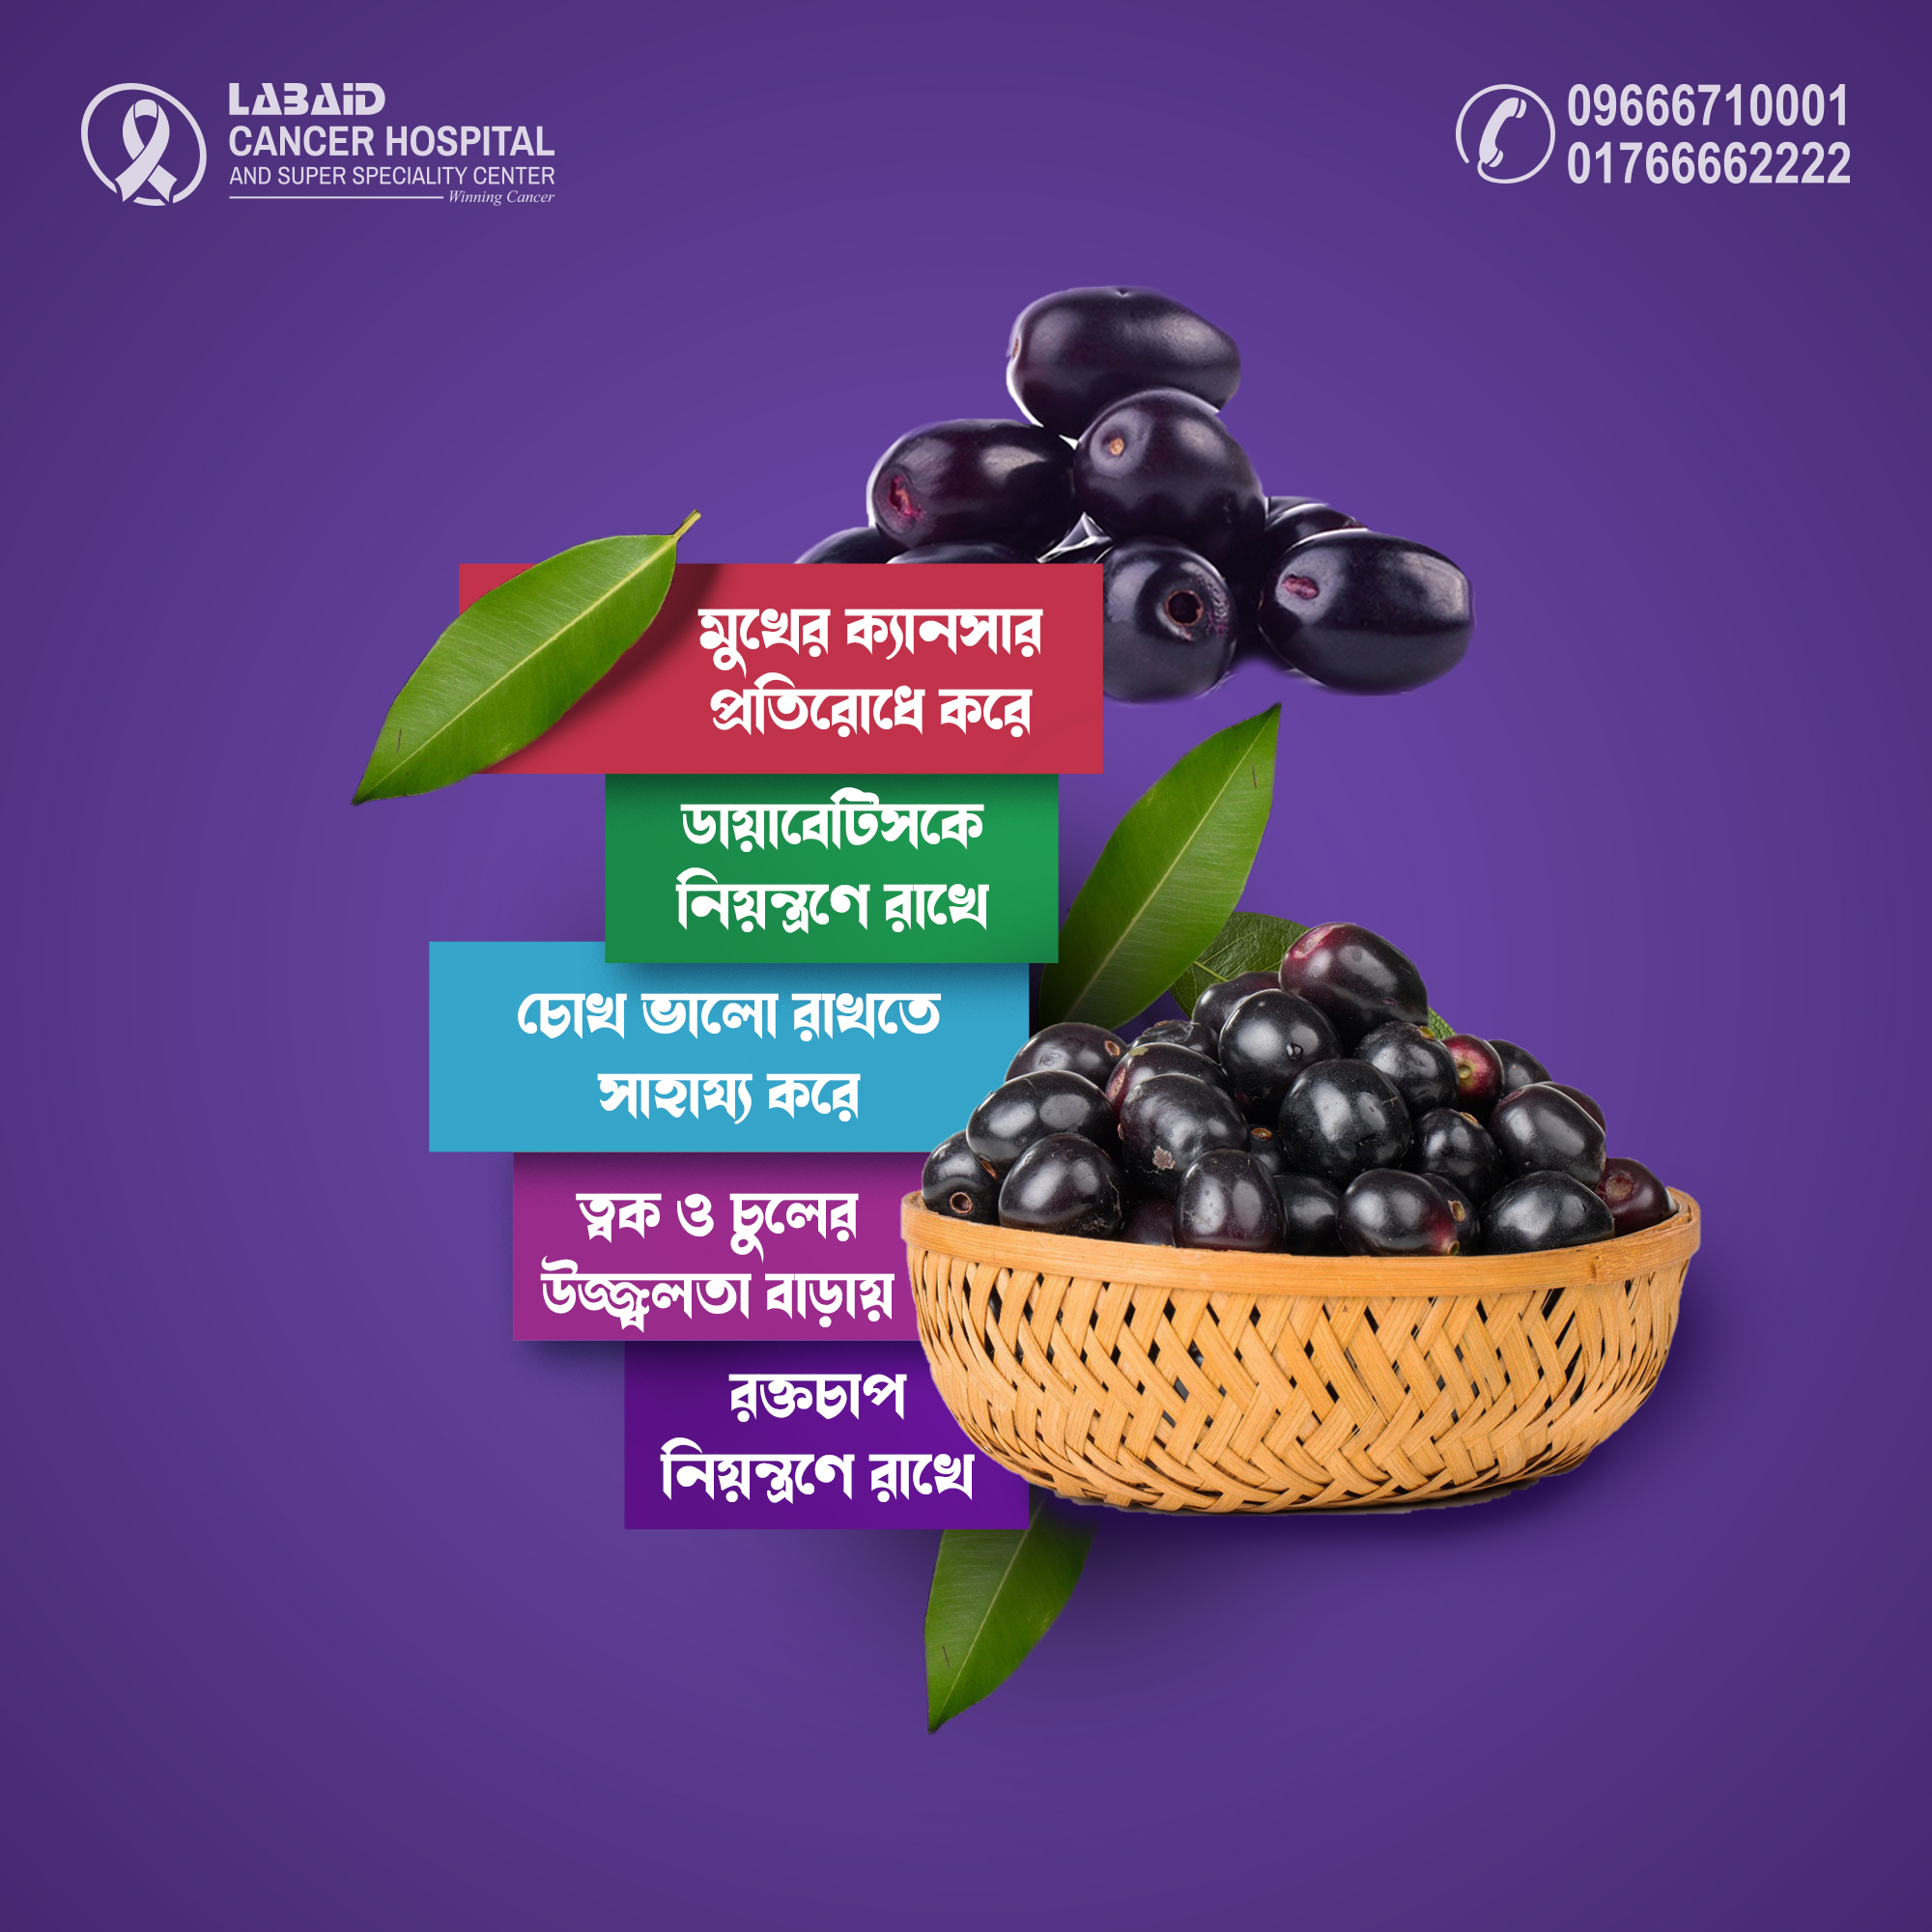 LABAID
CANCER HOSPITAL
AND SUPER SPECIALITY CENTER
Winning Cancer
09666710001
01766662222
মুখের ক্যানসার
প্রতিরোধে করে
ডায়াবেটিসকে
নিয়ন্ত্রণে রাখে
চোখ ভালো রাখতে
সাহায্য করে
ত্বক ও চুলের
উজ্জ্বলতা বাড়ায়
রক্তচাপ
নিয়ন্ত্রণে রাখে